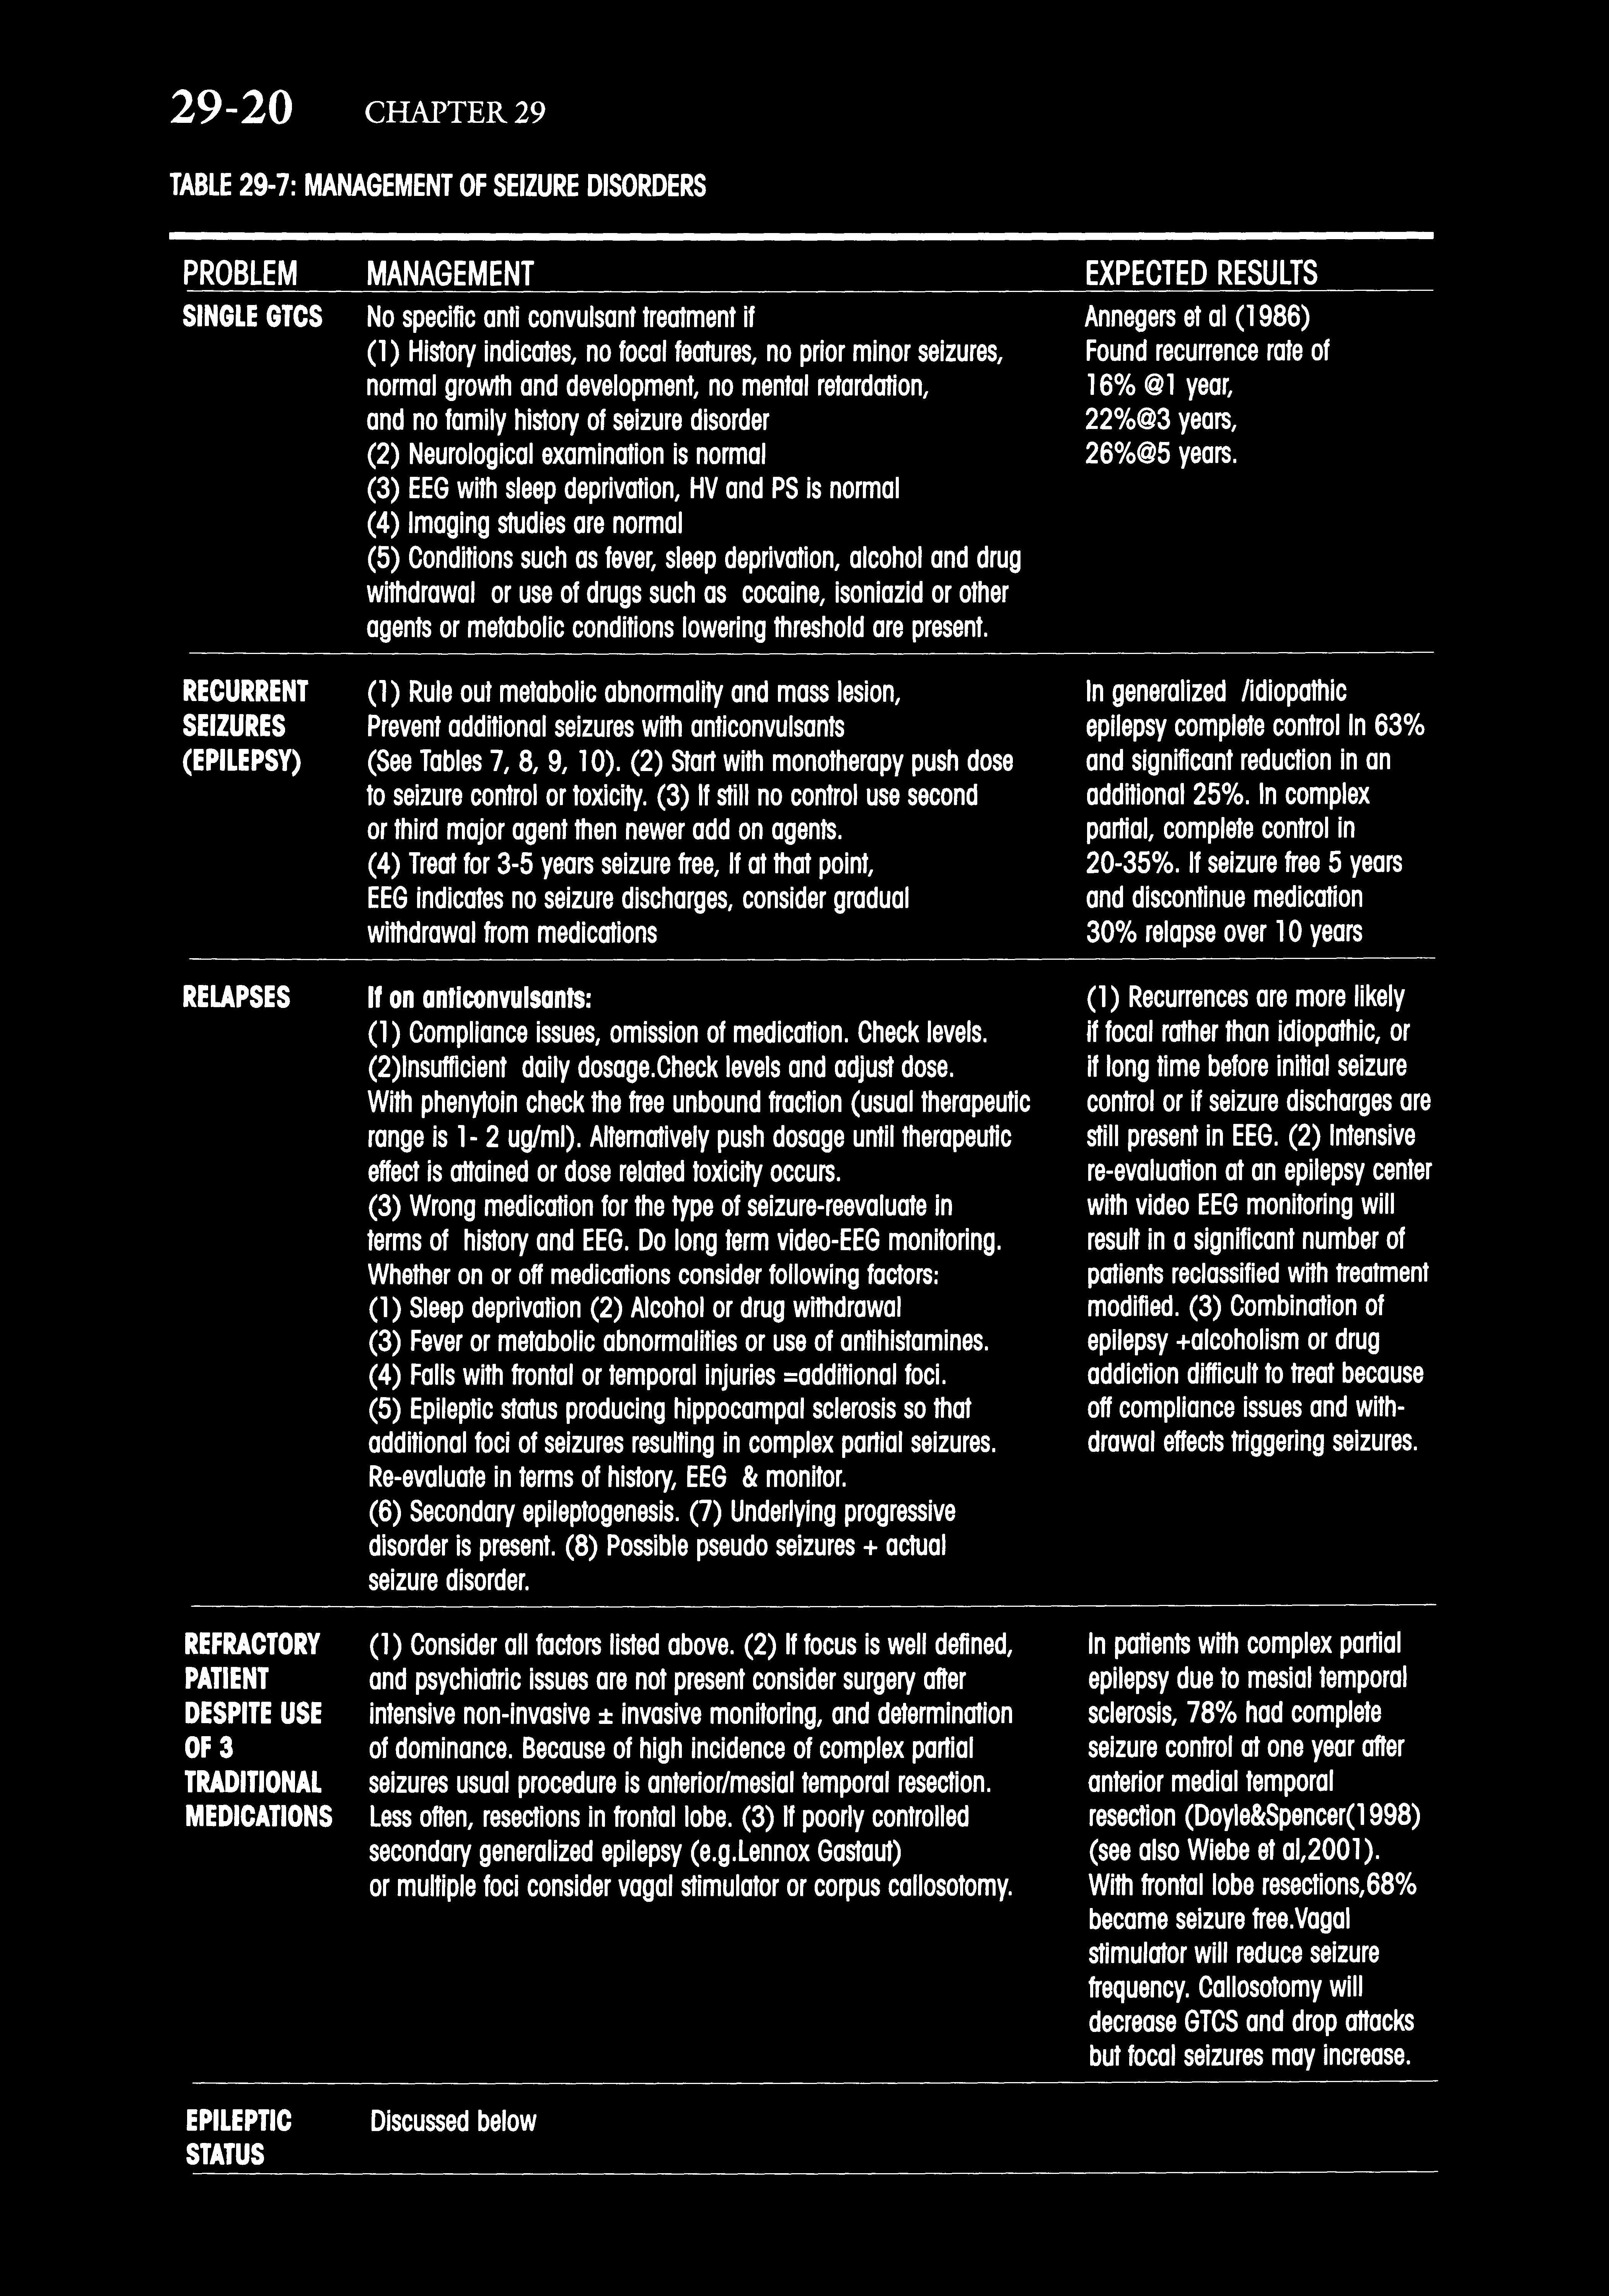 29-20 CHAPTER 29
TABLE 29-7: MANAGEMENT OF SEIZURE DISORDERS
PROBLEM MANAGEMENT EXPECTED RESULTS
SINGLE GTCS
No specific anti convulsant treatment if
(1) History indicates, no focal features, no prior minor seizures,
normal growth and development, no mental retardation,
and no family history of seizure disorder
(2) Neurological examination is normal
(3) EEG with sleep deprivation, HV and PS is normal
(4) Imaging studies are normal
(5) Conditions such as fever, sleep deprivation, alcohol and drug
withdrawal or use of drugs such as cocaine, isoniazid or other
agents or metabolic conditions lowering threshold are present.
Annegers et al (1986)
Found recurrence rate of
16% @1 year,
22%@3 years,
26%@5 years.
RECURRENT
SEIZURES
(EPILEPSY)
(1) Rule out metabolic abnormality and mass lesion,
Prevent additional seizures with anticonvulsants
(See Tables 7, 8, 9, 10). (2) Start with monotherapy push dose
to seizure control or toxicity. (3) If still no control use second
or third major agent then newer add on agents.
(4) Treat for 3-5 years seizure free, If at that point,
EEG indicates no seizure discharges, consider gradual
withdrawal from medications
In generalized /idiopathic
epilepsy complete control In 63%
and significant reduction in an
additional 25%. In complex
partial, complete control in
20-35%. If seizure free 5 years
and discontinue medication
30% relapse over 10 years
RELAPSES
If on anticonvulsants:
(1) Compliance issues, omission of medication. Check levels.
(2)Insufficient daily dosage.Check levels and adjust dose.
With phenytoin check the free unbound fraction (usual therapeutic
range is 1- 2 ug/ml). Alternatively push dosage until therapeutic
effect is attained or dose related toxicity occurs.
(3) Wrong medication for the type of seizure-reevaluate in
terms of history and EEG. Do long term video-EEG monitoring.
Whether on or off medications consider following factors:
(1) Sleep deprivation (2) Alcohol or drug withdrawal
(3) Fever or metabolic abnormalities or use of antihistamines.
(4) Falls with frontal or temporal injuries =additional foci.
(5) Epileptic status producing hippocampal sclerosis so that
additional foci of seizures resulting in complex partial seizures.
Re-evaluate in terms of history, EEG & monitor.
(6) Secondary epileptogenesis. (7) Underlying progressive
disorder is present. (8) Possible pseudo seizures + actual
seizure disorder.
(1) Recurrences are more likely
if focal rather than idiopathic, or
if long time before initial seizure
control or if seizure discharges are
still present in EEG. (2) Intensive
re-evaluation at an epilepsy center
with video EEG monitoring will
result in a significant number of
patients reclassified with treatment
modified. (3) Combination of
epilepsy +alcoholism or drug
addiction difficult to treat because
off compliance issues and with-
drawal effects triggering seizures.
REFRACTORY
PATIENT
DESPITE USE
OF 3
TRADITIONAL
MEDICATIONS
(1) Consider all factors listed above. (2) If focus is well defined,
and psychiatric issues are not present consider surgery after
intensive non-invasive ± invasive monitoring, and determination
of dominance. Because of high incidence of complex partial
seizures usual procedure is anterior/mesial temporal resection.
Less often, resections in frontal lobe. (3) If poorly controlled
secondary generalized epilepsy (e.g.Lennox Gastaut)
or multiple foci consider vagal stimulator or corpus callosotomy.
In patients with complex partial
epilepsy due to mesial temporal
sclerosis, 78% had complete
seizure control at one year after
anterior medial temporal
resection (Doyle&Spencer(1998)
(see also Wiebe et al,2001).
With frontal lobe resections,68%
became seizure free.Vagal
stimulator will reduce seizure
frequency. Callosotomy will
decrease GTCS and drop attacks
but focal seizures may increase.
EPILEPTIC
STATUS
Discussed below